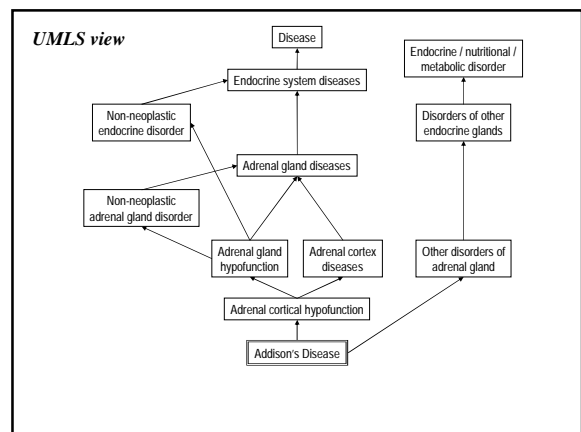 UMLS view
Disease
Endocrine / nutritional /
metabolic disorder
Endocrine system diseases
Non-neoplastic
endocrine disorder
Disorders of other
endocrine glands
Adrenal gland diseases
Non-neoplastic
adrenal gland disorder
Adrenal gland
hypofunction
Adrenal cortex
diseases
Other disorders of
adrenal gland
Adrenal cortical hypofunction
Addison's Disease